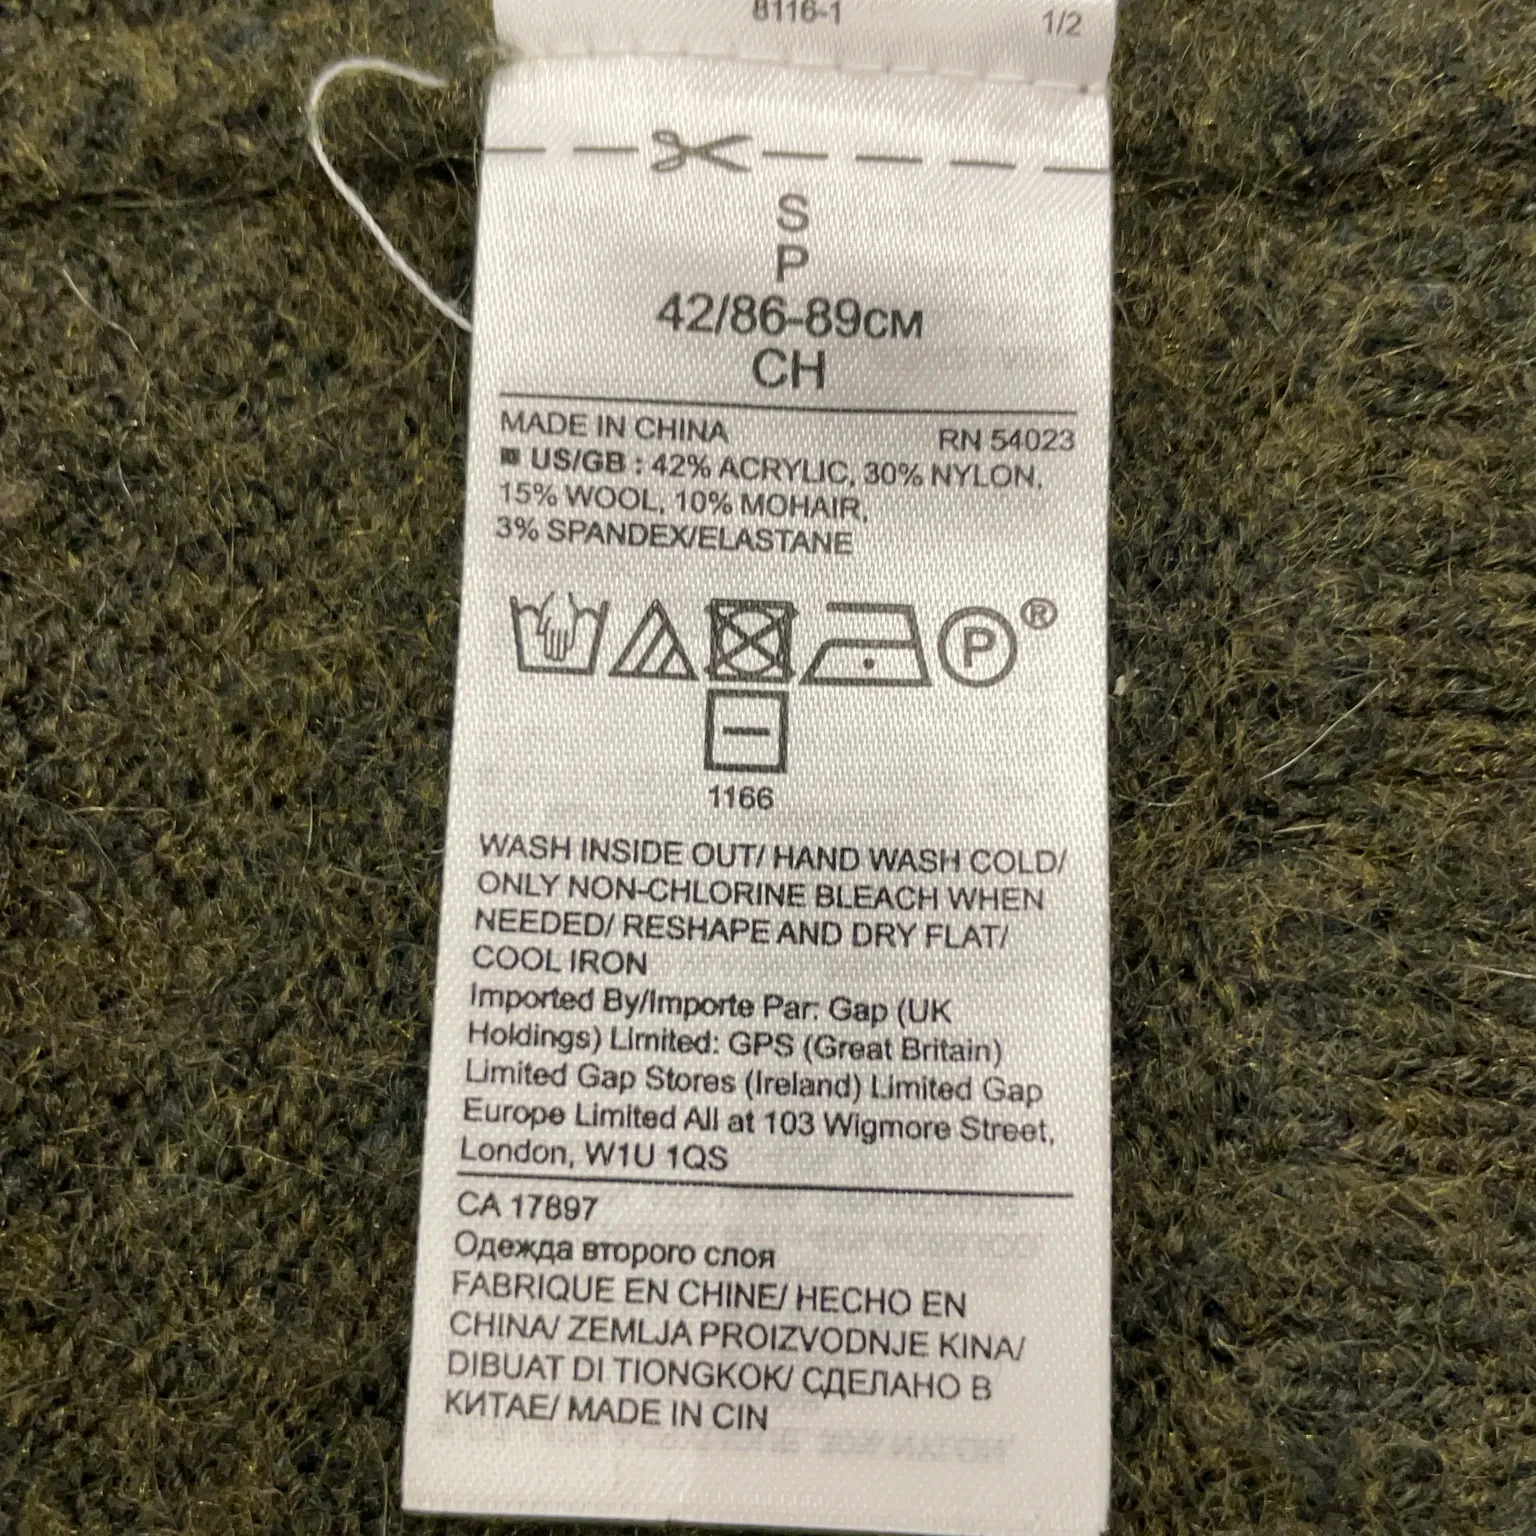 8116-1
1/2
S
P
42/86-89см
CH
MADE IN CHINA RN 54023
US/GB : 42% ACRYLIC, 30% NYLON,
15% WOOL, 10% MOHAIR,
3% SPANDEX/ELASTANE
P ®
1166
WASH INSIDE OUT/ HAND WASH COLD/
ONLY NON-CHLORINE BLEACH WHEN
NEEDED/ RESHAPE AND DRY FLAT/
COOL IRON
Imported By/Importe Par: Gap (UK
Holdings) Limited: GPS (Great Britain)
Limited Gap Stores (Ireland) Limited Gap
Europe Limited All at 103 Wigmore Street,
London, W1U 1QS
CA 17897
Одежда второго слоя
FABRIQUE EN CHINE/ HECHO EN
CHINA/ ZEMLJA PROIZVODNJE KINA/
DIBUAT DI TIONGKOK/ СДЕЛАНО В
КИТАЕ/ MADE IN CIN